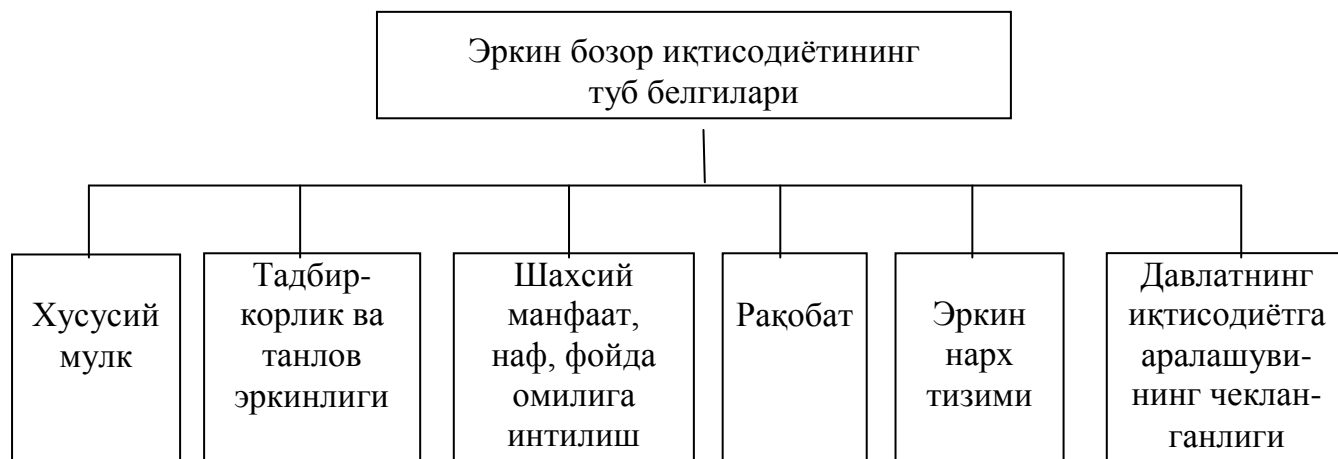 Эркин бозор иқтисодиётининг
туб белгилари
Хусусий
мулк
Тадбир-
корлик ва
танлов
эркинлиги
Шахсий
манфаат,
наф, фойда
омилига
интилиш
Рақобат
Эркин
нарх
тизими
Давлатнинг
иқтисодиётга
аралашуви-
нинг чеклан-
ганлиги